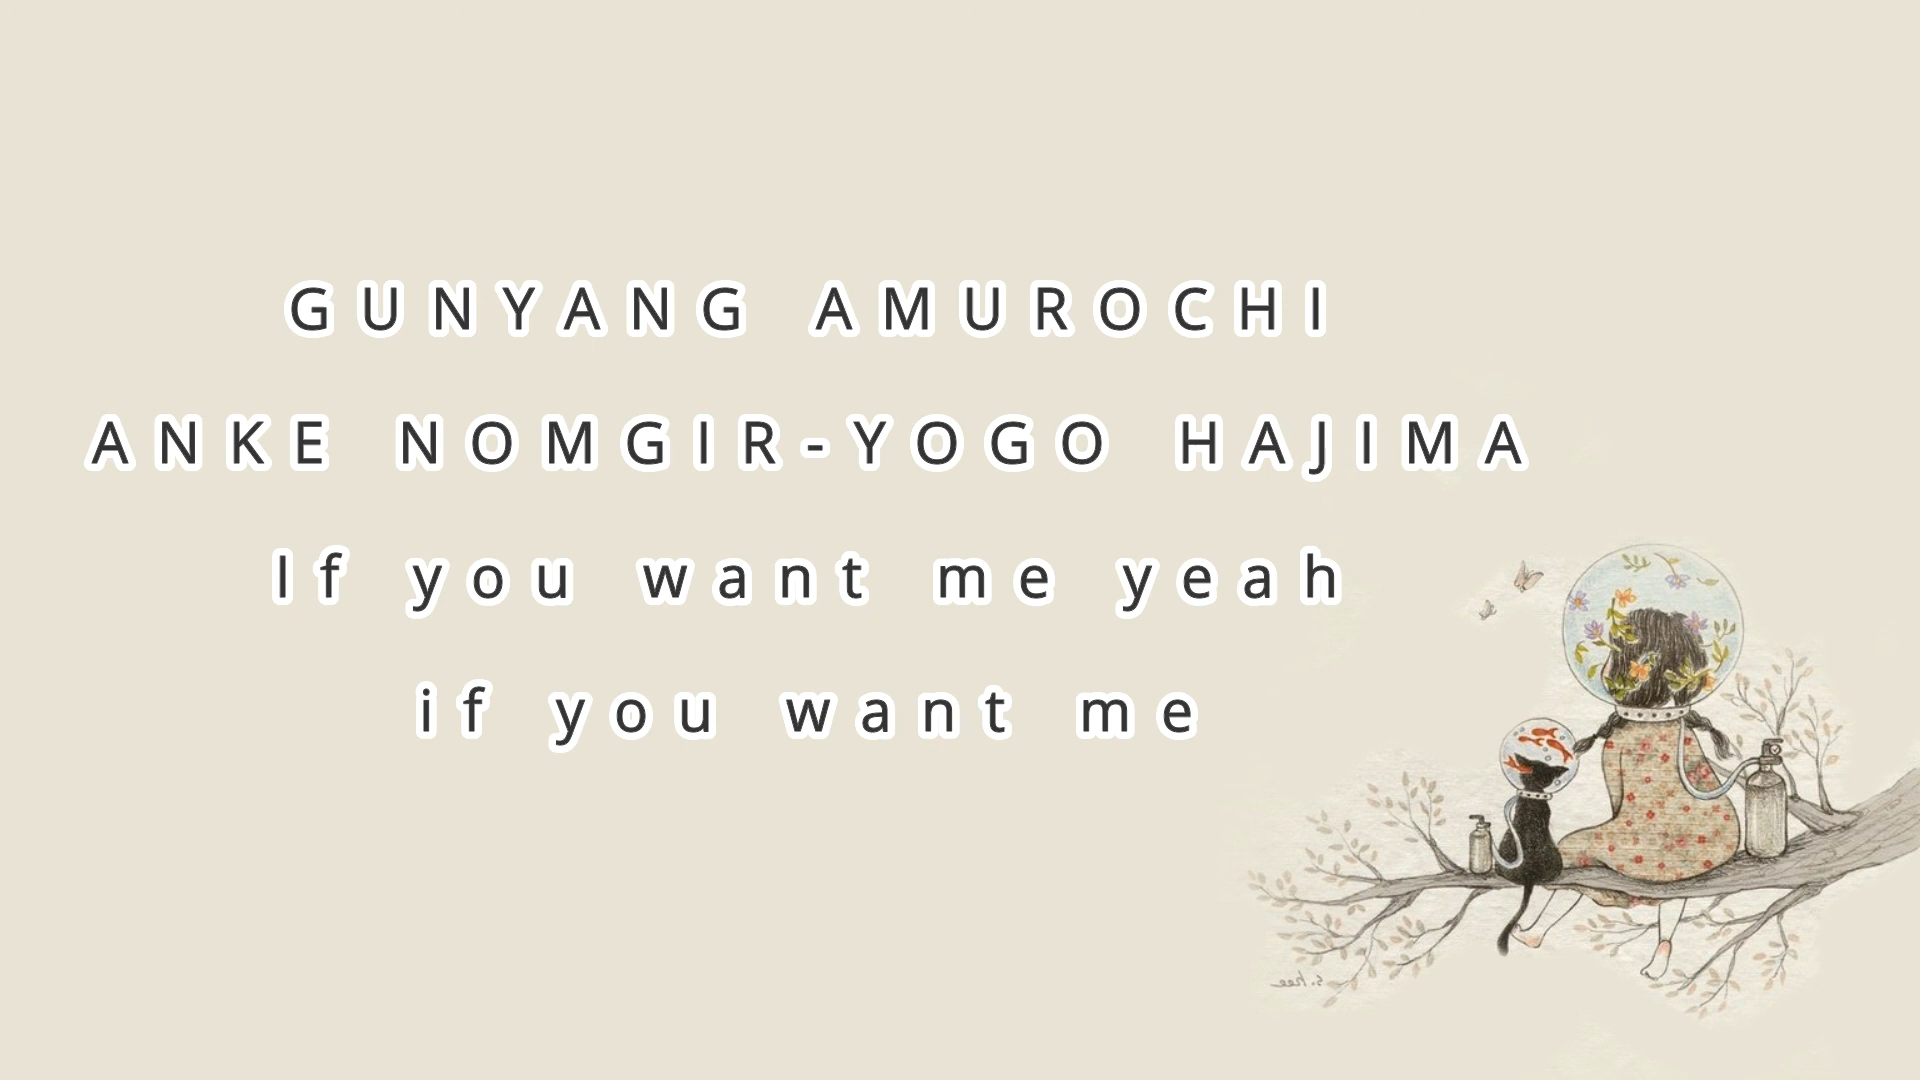 GUNYANG AMUROCHI
ANKE NOMGIR-YOGO HAJIMA
If you want me yeah
if you want me